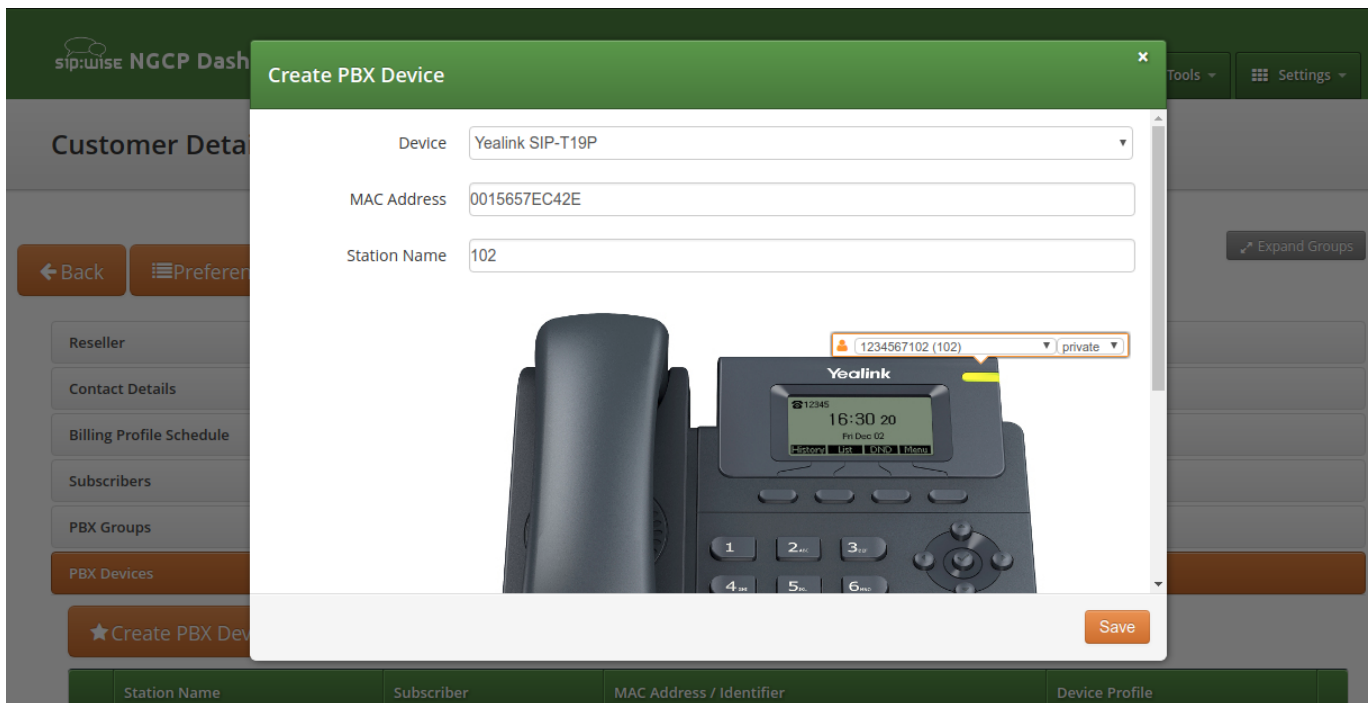 sip:wise NGCP Dash
Tools
Settings
Create PBX Device
×
Customer Detai
Device
Yealink SIP-T19P
MAC Address
0015657EC42E
Station Name
102
Back
Preferen
Expand Groups
1234567102 (102)
private
Yealink
12345
16:30 20
Fri Dec 02
History List DND Menu
1 2 ABC 3
4 5 6
Reseller
Contact Details
Billing Profile Schedule
Subscribers
PBX Groups
PBX Devices
Create PBX Dev
Save
Station Name Subscriber MAC Address / Identifier Device Profile